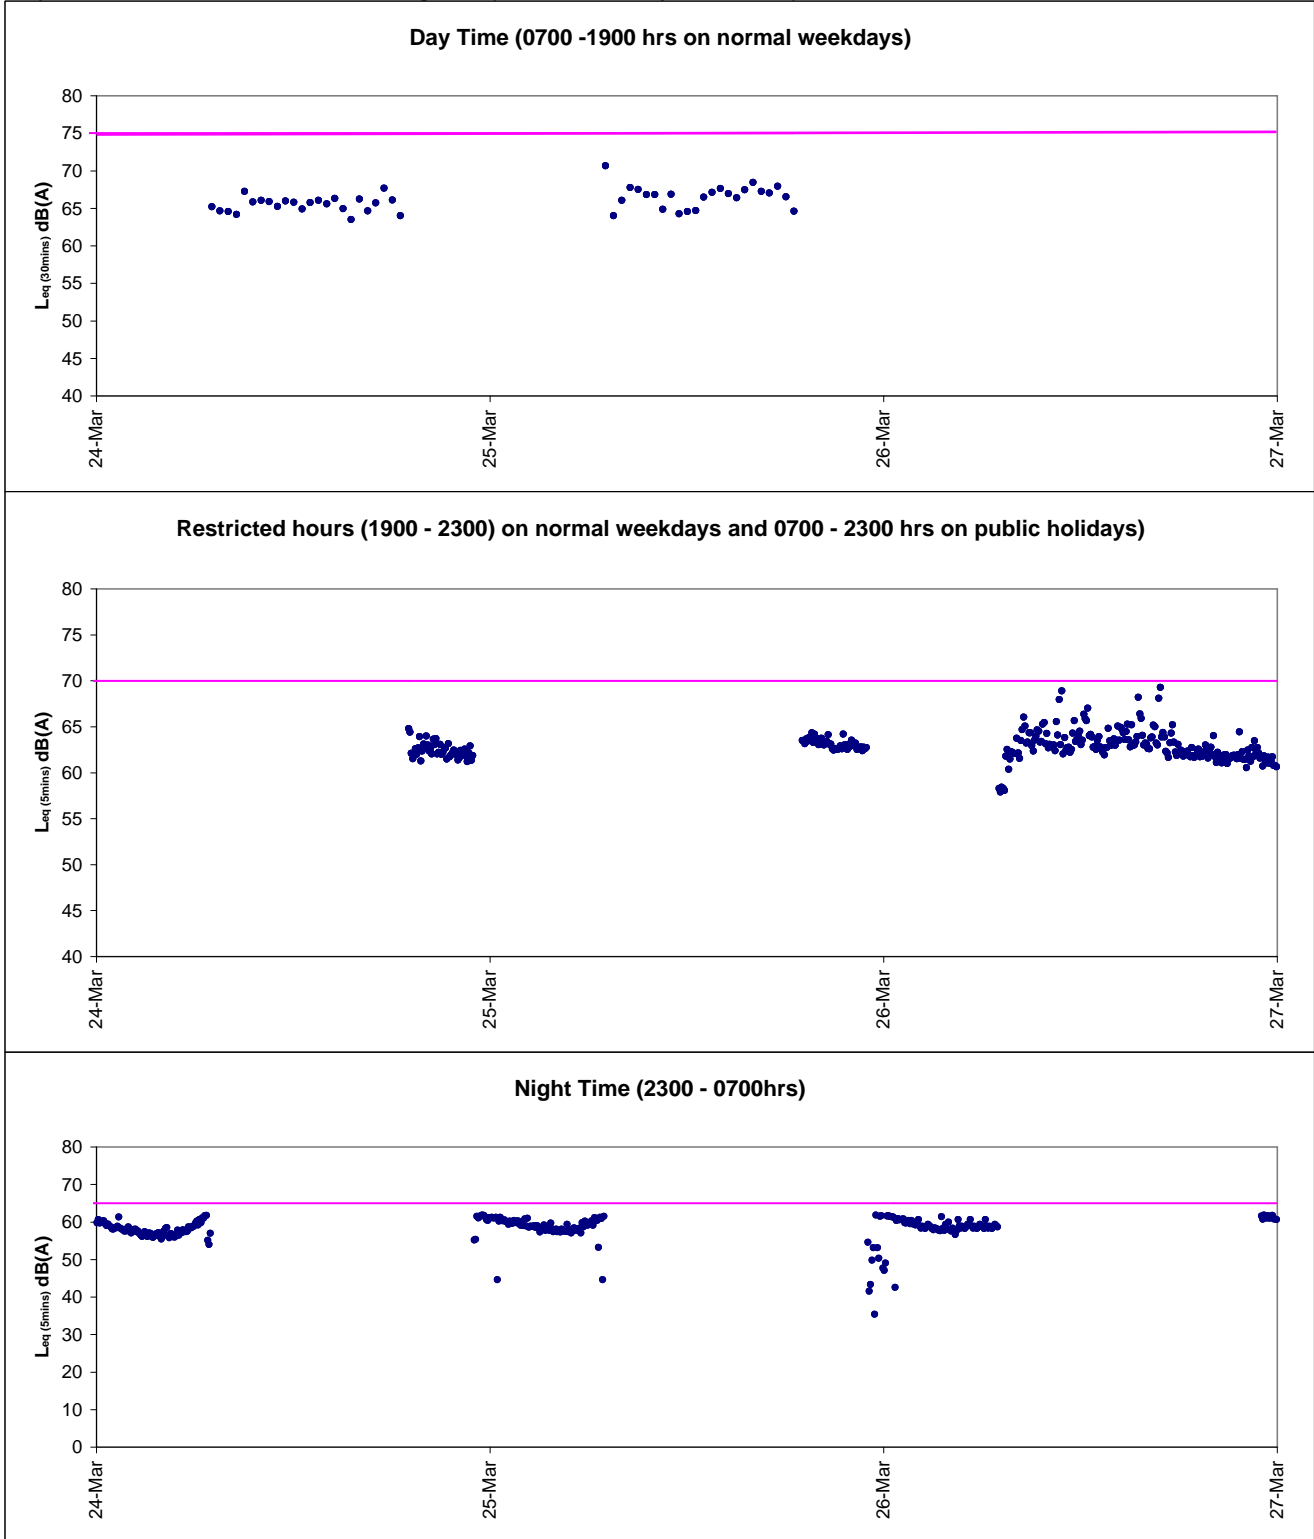 Day Time (0700 -1900 hrs on normal weekdays)
80
75
70
65
60
55
50
45
40
Leq (30mins) dB(A)
24-Mar
25-Mar
26-Mar
27-Mar
Restricted hours (1900 - 2300) on normal weekdays and 0700 - 2300 hrs on public holidays)
80
75
70
65
60
55
50
45
40
Leq (5mins) dB(A)
24-Mar
25-Mar
26-Mar
27-Mar
Night Time (2300 - 0700hrs)
80
70
60
50
40
30
20
10
0
Leq (5mins) dB(A)
24-Mar
25-Mar
26-Mar
27-Mar